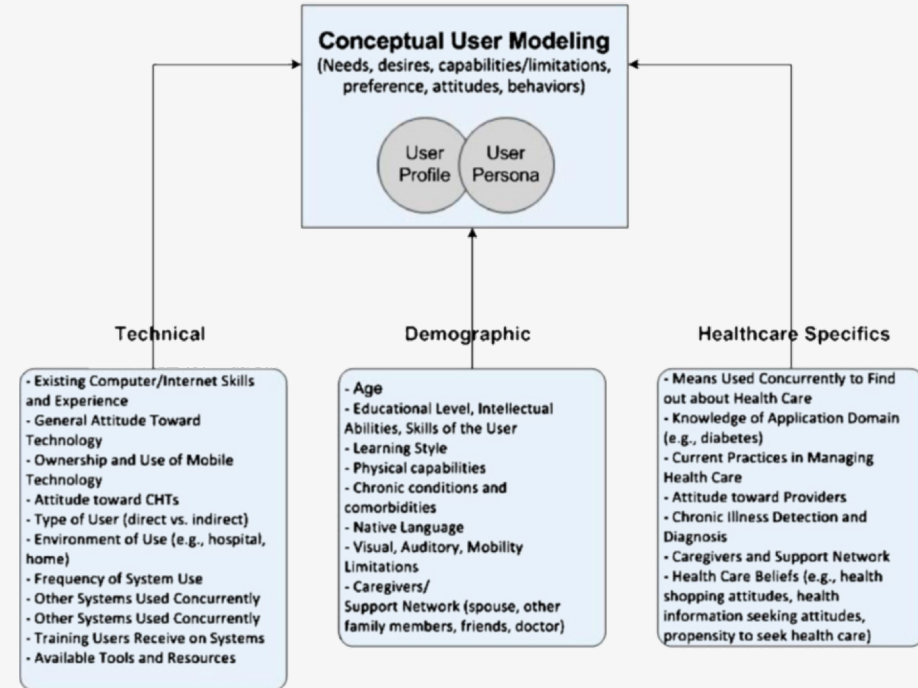 Conceptual User Modeling
(Needs, desires, capabilities/limitations,
preference, attitudes, behaviors)
User
Profile
User
Persona
Technical
- Existing Computer/Internet Skills
and Experience
- General Attitude Toward
Technology
- Ownership and Use of Mobile
Technology
- Attitude toward CHTs
- Type of User (direct vs. indirect)
- Environment of Use (e.g., hospital,
home)
- Frequency of System Use
- Other Systems Used Concurrently
- Other Systems Used Concurrently
- Training Users Receive on Systems
- Available Tools and Resources
Demographic
- Age
- Educational Level, Intellectual
Abilities, Skills of the User
- Learning Style
- Physical capabilities
- Chronic conditions and
comorbidities
- Native Language
- Visual, Auditory, Mobility
Limitations
- Caregivers/
Support Network (spouse, other
family members, friends, doctor)
Healthcare Specifics
- Means Used Concurrently to Find
out about Health Care
- Knowledge of Application Domain
(e.g., diabetes)
- Current Practices in Managing
Health Care
- Attitude toward Providers
- Chronic Illness Detection and
Diagnosis
- Caregivers and Support Network
- Health Care Beliefs (e.g., health
shopping attitudes, health
information seeking attitudes,
propensity to seek health care)